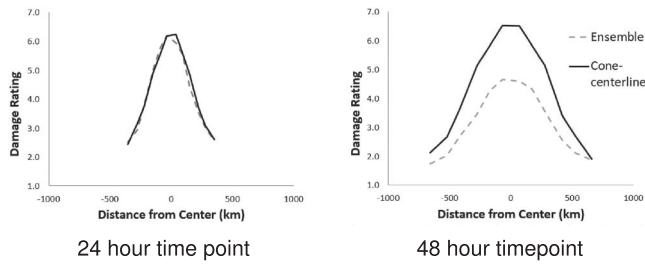 7.0
6.0
5.0
4.0
3.0
2.0
1.0
Damage Rating
-1000 -500 0 500 1000
Distance from Center (km)
24 hour time point
7.0
6.0
5.0
4.0
3.0
2.0
1.0
Damage Rating
-1000 -500 0 500 1000
Distance from Center (km)
Ensemble
Cone-
centerline
48 hour timepoint